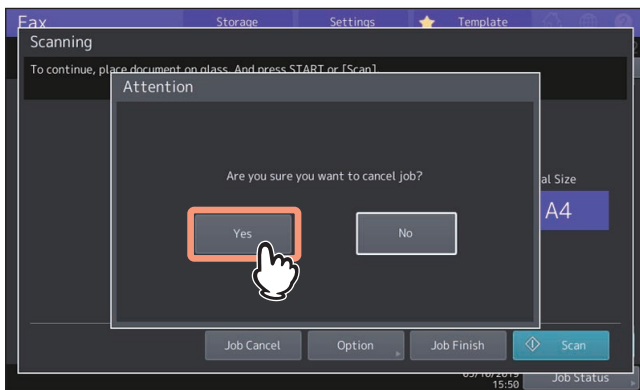 Fax Storage Settings Template
Scanning
To continue, place document on glass. And press START or [Scan].
Attention
Are you sure you want to cancel job?
al Size
A4
Yes No
Job Cancel Option Job Finish Scan
15:50 Job Status